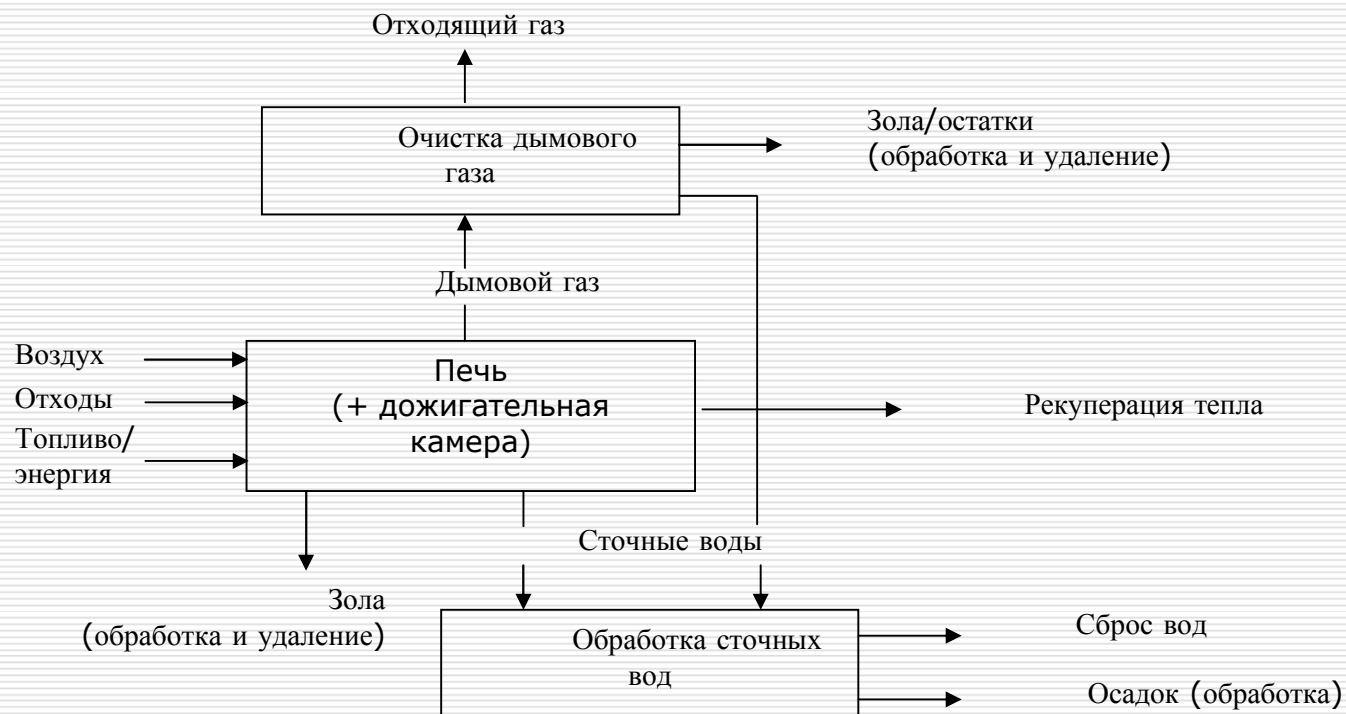 Отходящий газ
Очистка дымового
газа
Зола/остатки
(обработка и удаление)
Дымовой газ
Воздух
Отходы
Топливо/
энергия
Печь
(+ дожигательная
камера)
Рекуперация тепла
Сточные воды
Зола
(обработка и удаление)
Обработка сточных
вод
Сброс вод
Осадок (обработка)